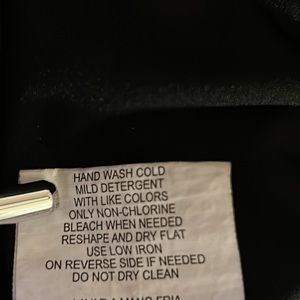 HAND WASH COLD
MILD DETERGENT
WITH LIKE COLORS
ONLY NON-CHLORINE
BLEACH WHEN NEEDED
RESHAPE AND DRY FLAT
USE LOW IRON
ON REVERSE SIDE IF NEEDED
DO NOT DRY CLEAN